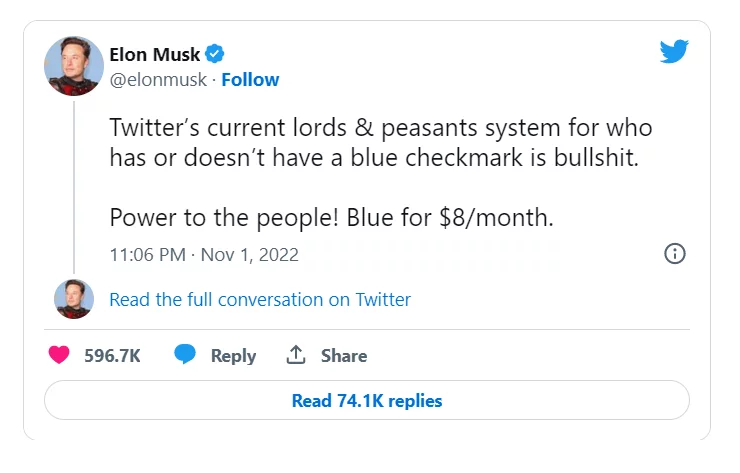 Elon Musk
@elonmusk · Follow
Twitter’s current lords & peasants system for who
has or doesn’t have a blue checkmark is bullshit.
Power to the people! Blue for $8/month.
11:06 PM · Nov 1, 2022
Read the full conversation on Twitter
596.7K Reply Share
Read 74.1K replies